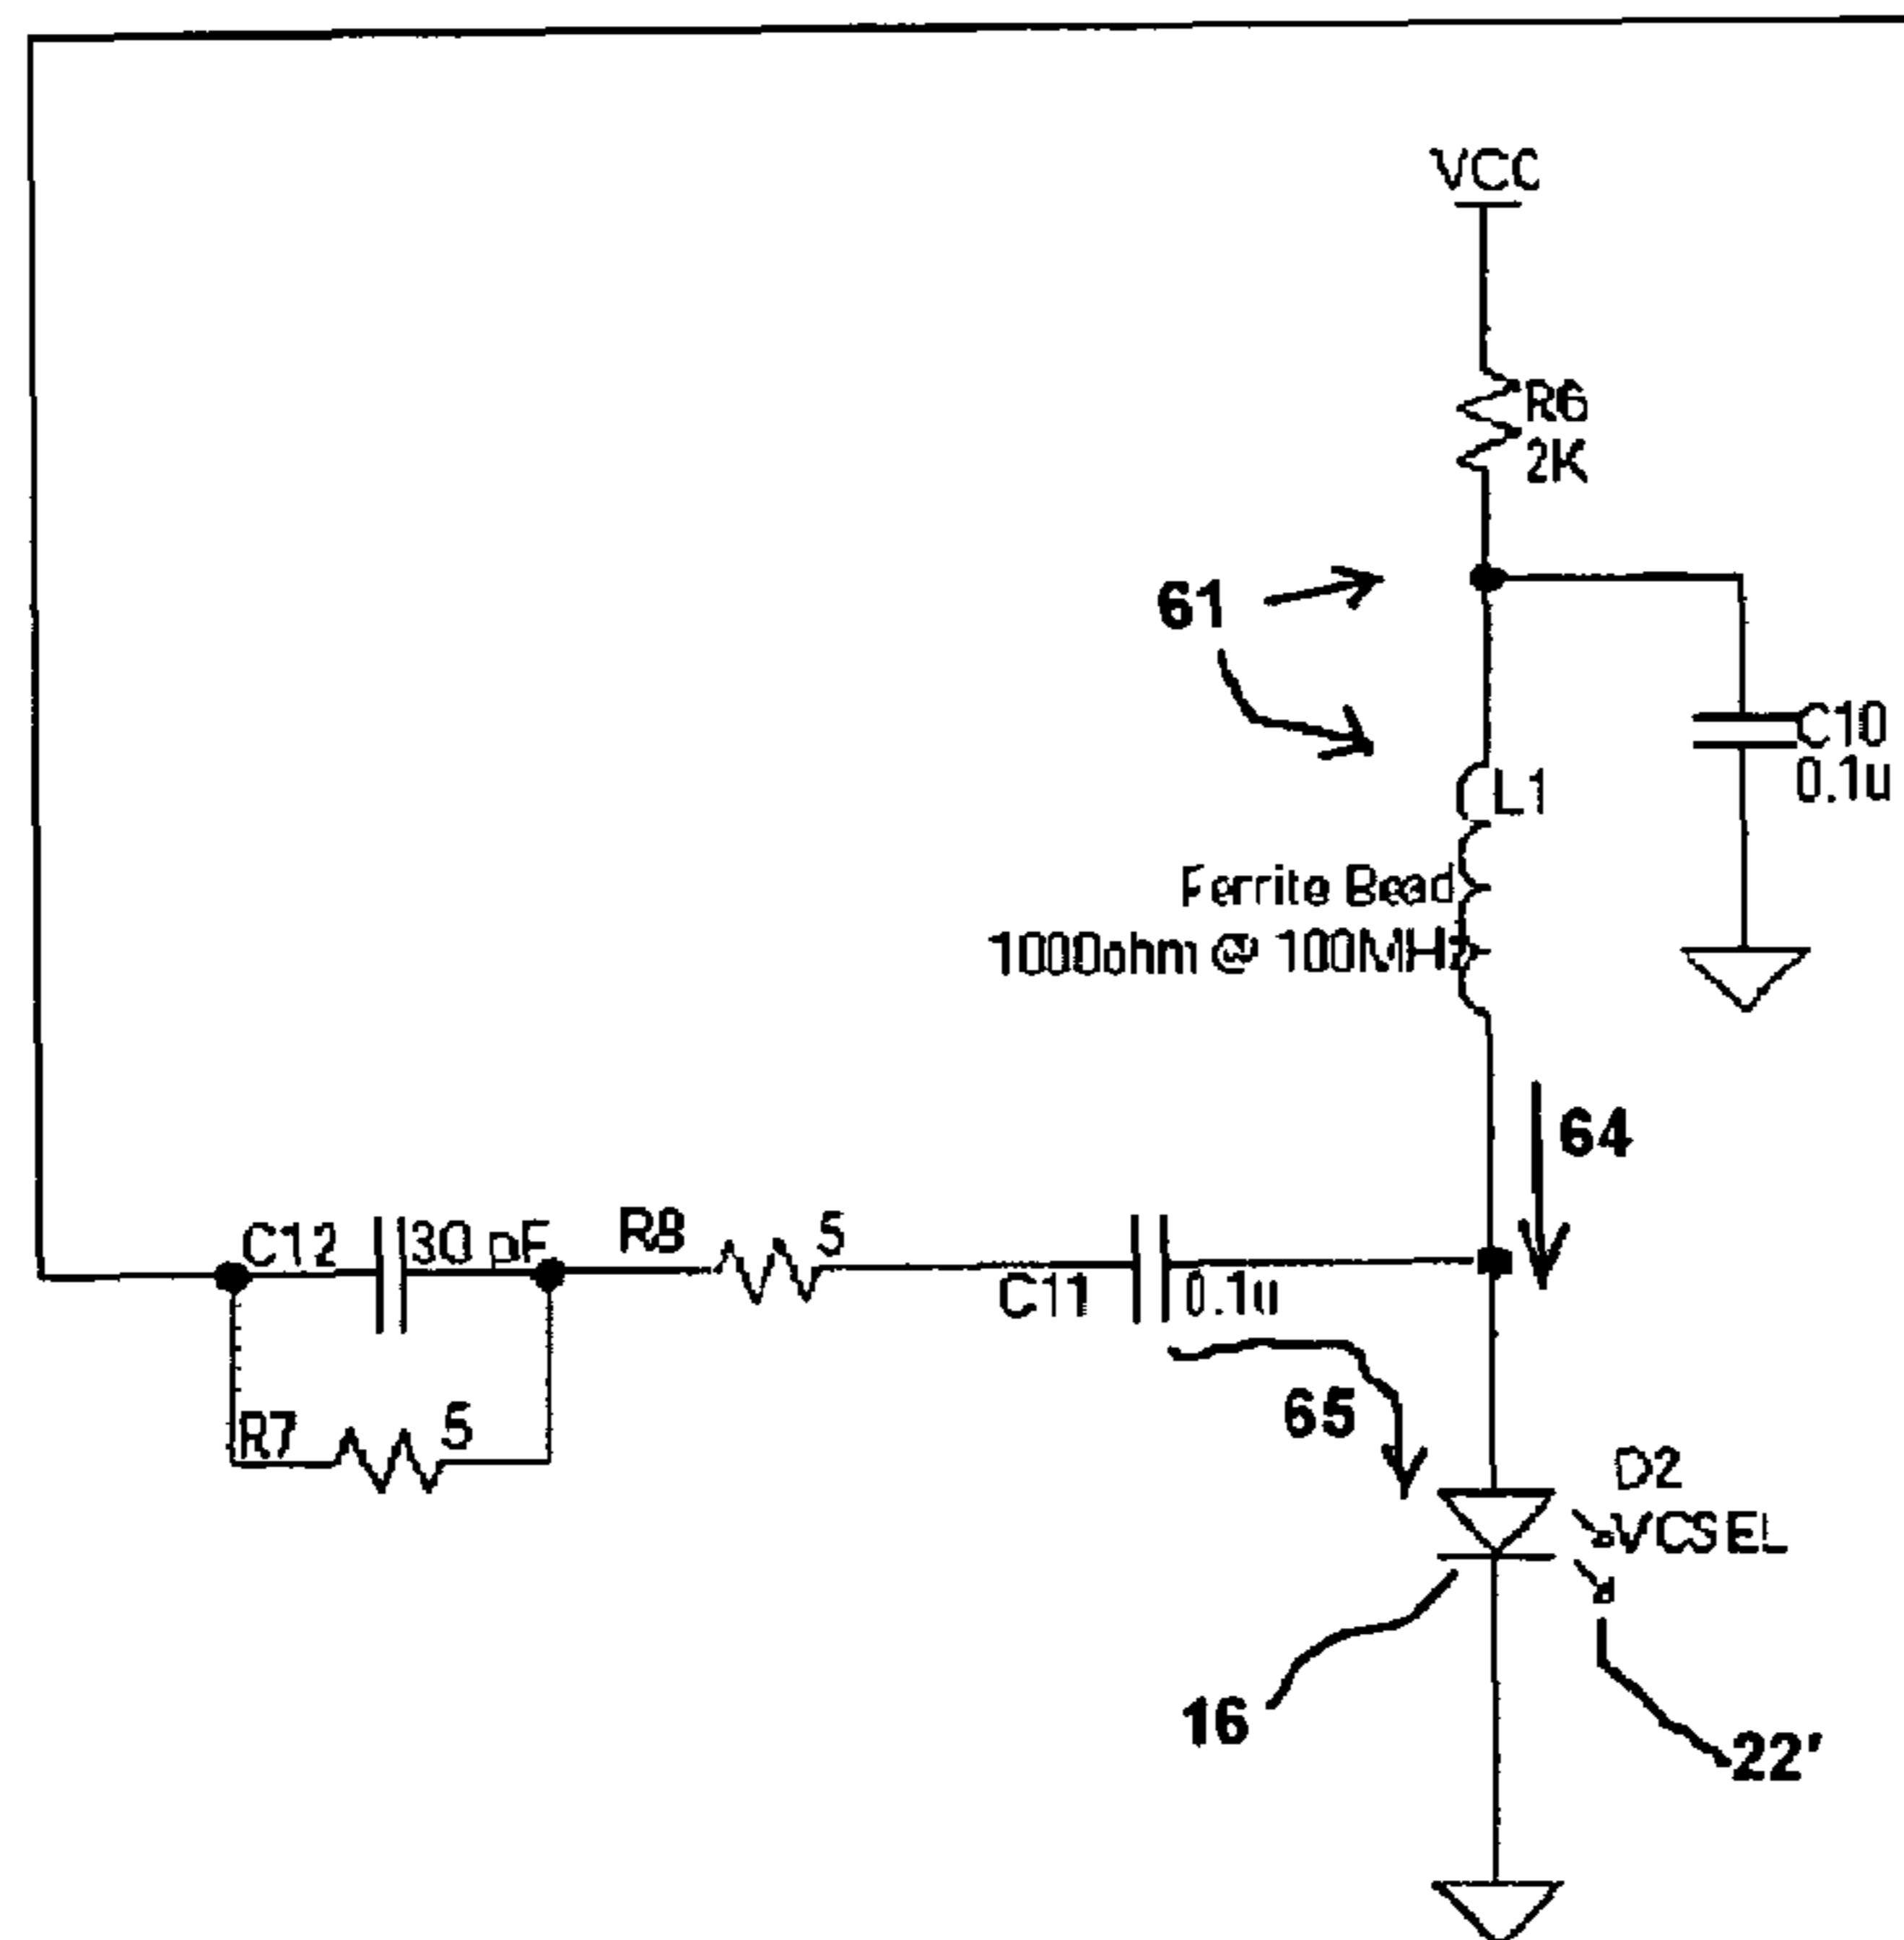 VCC
R6
2K
61
C10
0.1u
L1
Ferrite Bead
1000ohm @ 100MHz
64
C12
30 pF
R8
5
C11
0.1u
R7
5
65
D2
VCSEL
16
22'